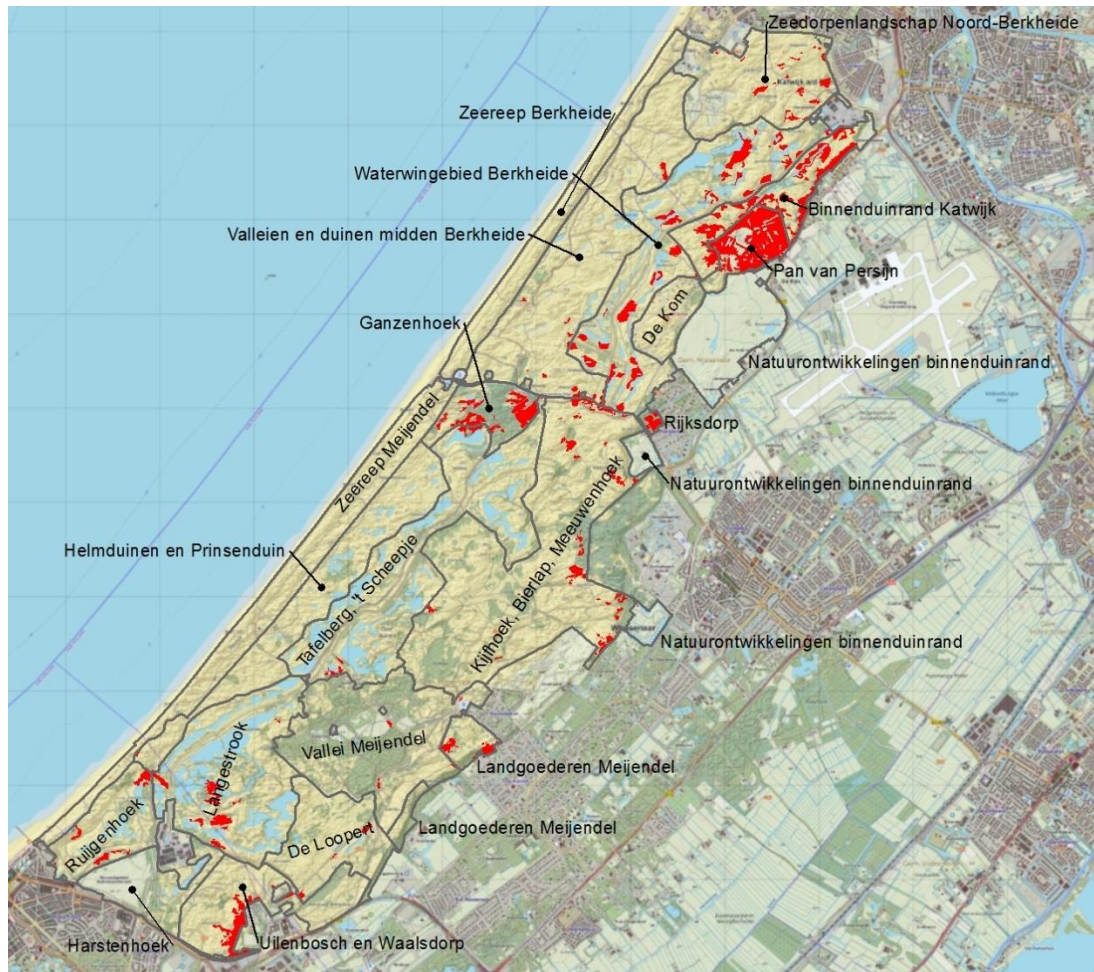 Zeedorpenlandschap Noord-Berkheide
Zeereep Berkheide
Waterwingebied Berkheide
Binnenduinrand Katwijk
Valleien en duinen midden Berkheide
Pan van Persijn
De Kom
Ganzenhoek
Natuurontwikkelingen binnenduinrand
Rijksdorp
Zeereep Meijendel
Natuurontwikkelingen binnenduinrand
Helmduinen en Prinsenduin
Tafelberg, 't Scheepje
Kijfhoek, Bierlap, Meeuwenhoek
Natuurontwikkelingen binnenduinrand
Vallei Meijendel
Langestrook
Landgoederen Meijendel
Ruijgenhoek
De Loopert
Landgoederen Meijendel
Harstenhoek
Uilenbosch en Waalsdorp